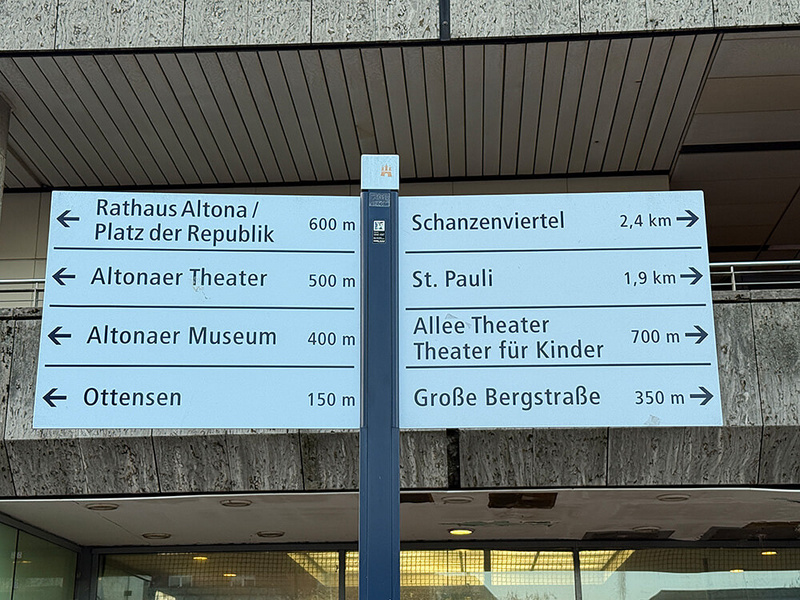 Rathaus Altona /
Platz der Republik 600 m
Altonaer Theater 500 m
Altonaer Museum 400 m
Ottensen 150 m
Schanzenviertel 2,4 km
St. Pauli 1,9 km
Allee Theater
Theater für Kinder 700 m
Große Bergstraße 350 m